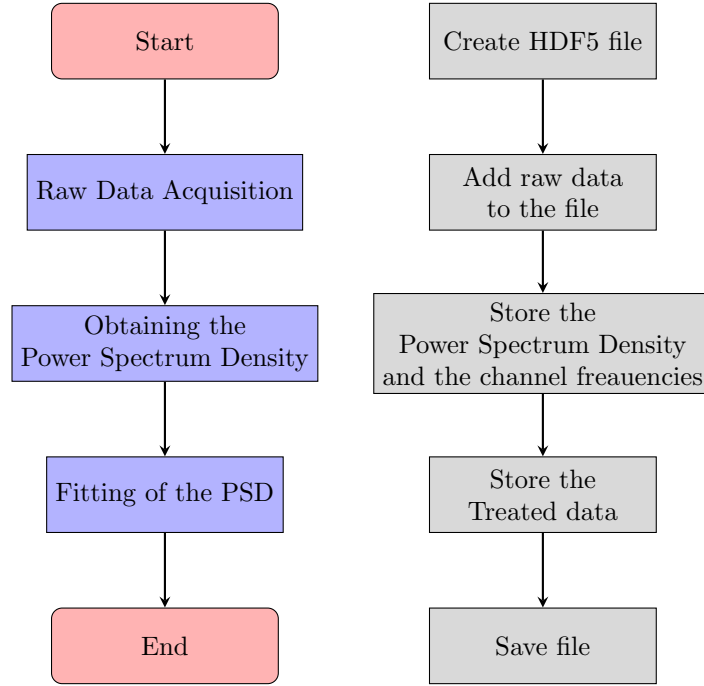 Start
Raw Data Acquisition
Obtaining the
Power Spectrum Density
Fitting of the PSD
End
Create HDF5 file
Add raw data
to the file
Store the
Power Spectrum Density
and the channel freauencies
Store the
Treated data
Save file